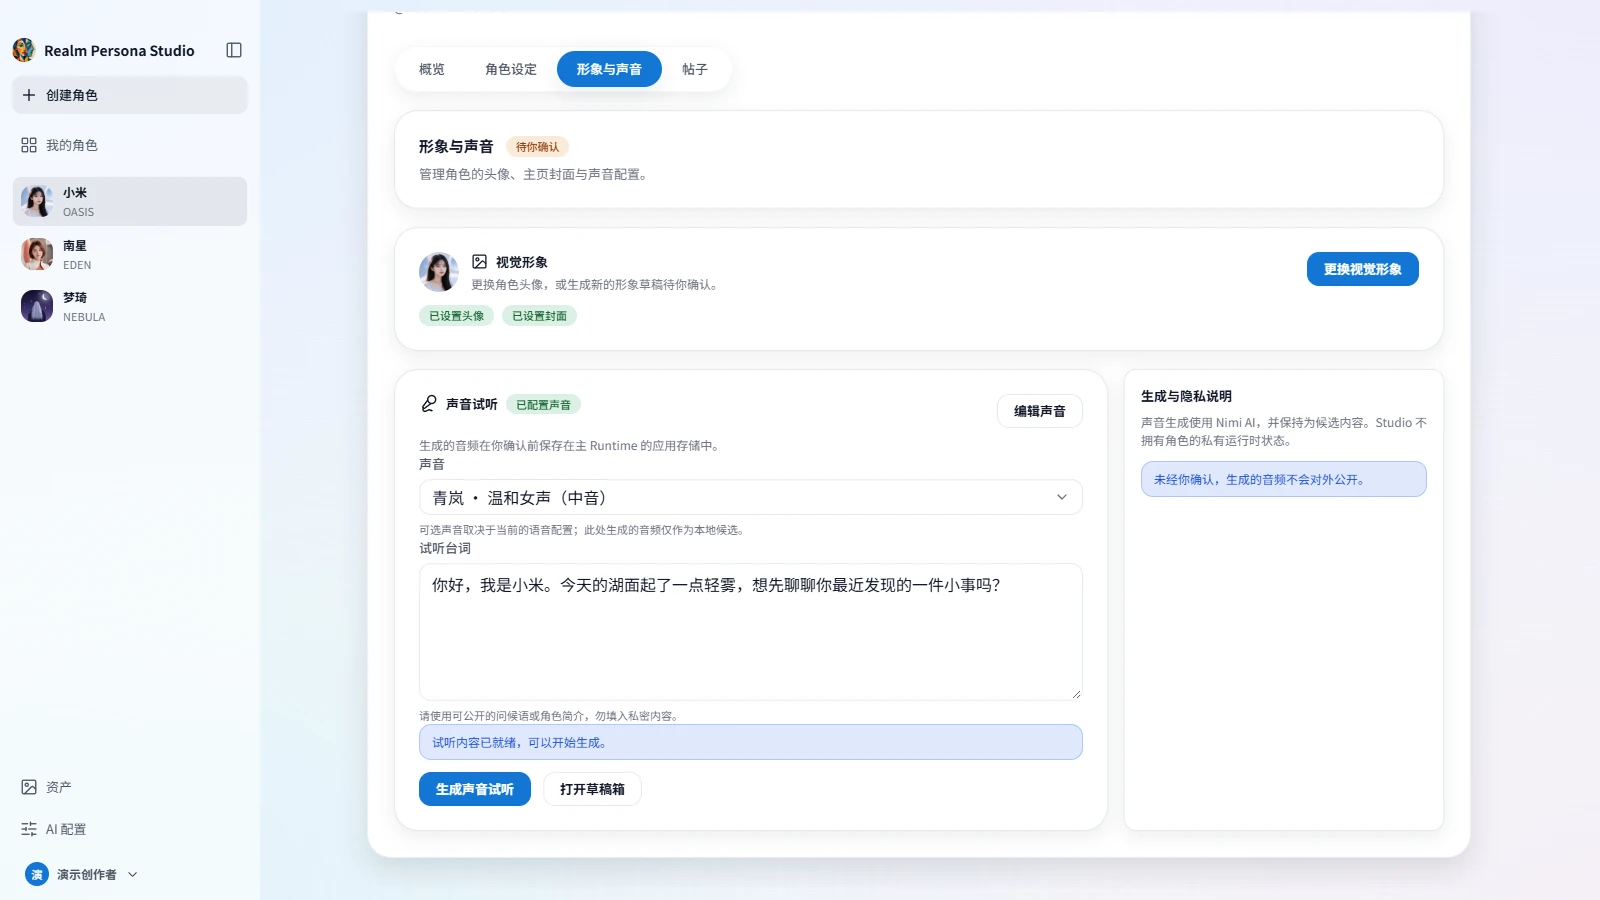 Realm Persona Studio
创建角色
我的角色
小米
OASIS
南星
EDEN
梦琦
NEBULA
资产
AI 配置
演
演示创作者
概览
角色设定
形象与声音
帖子
形象与声音
待你确认
管理角色的头像、主页封面与声音配置。
视觉形象
更换角色头像，或生成新的形象草稿待你确认。
已设置头像
已设置封面
更换视觉形象
声音试听
已配置声音
编辑声音
生成的音频在你确认前保存在主 Runtime 的应用存储中。
声音
青岚 · 温和女声（中音）
可选声音取决于当前的语音配置；此处生成的音频仅作为本地候选。
试听台词
你好，我是小米。今天的湖面起了一点轻雾，想先聊聊你最近发现的一件小事吗？
请使用可公开的问候语或角色简介，勿填入私密内容。
试听内容已就绪，可以开始生成。
生成声音试听
打开草稿箱
生成与隐私说明
声音生成使用 Nimi AI，并保持为候选内容。Studio 不
拥有角色的私有运行时状态。
未经你确认，生成的音频不会对外公开。